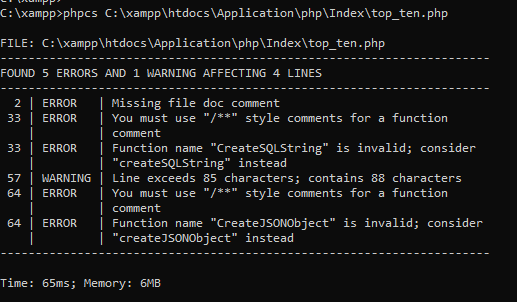 C:\xampp>
C:\xampp>phpcs C:\xampp\htdocs\Application\php\Index\top_ten.php
FILE: C:\xampp\htdocs\Application\php\Index\top_ten.php
----------------------------------------------------------------------
FOUND 5 ERRORS AND 1 WARNING AFFECTING 4 LINES
----------------------------------------------------------------------
  2 | ERROR   | Missing file doc comment
 33 | ERROR   | You must use "/**" style comments for a function
    |         | comment
 33 | ERROR   | Function name "CreateSQLString" is invalid; consider
    |         | "createSQLString" instead
 57 | WARNING | Line exceeds 85 characters; contains 88 characters
 64 | ERROR   | You must use "/**" style comments for a function
    |         | comment
 64 | ERROR   | Function name "CreateJSONObject" is invalid; consider
    |         | "createJSONObject" instead
----------------------------------------------------------------------
Time: 65ms; Memory: 6MB